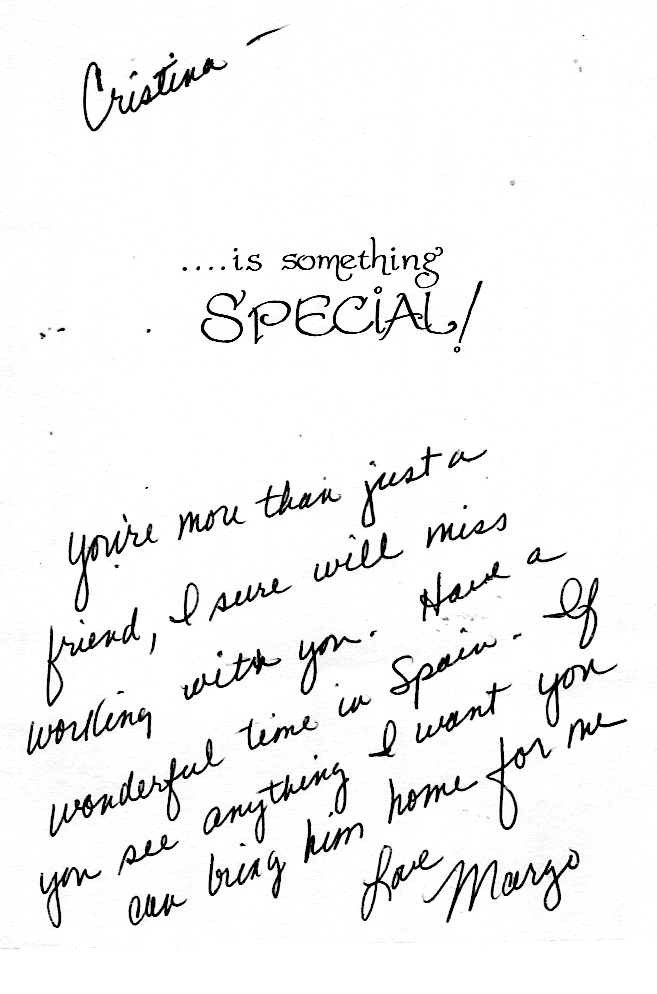 Cristina —
....is something
SPECiAL!
You're more than just a
friend, I sure will miss
working with you. Have a
wonderful time in Spain. If
you see anything I want you
can bring him home for me
Love Margo